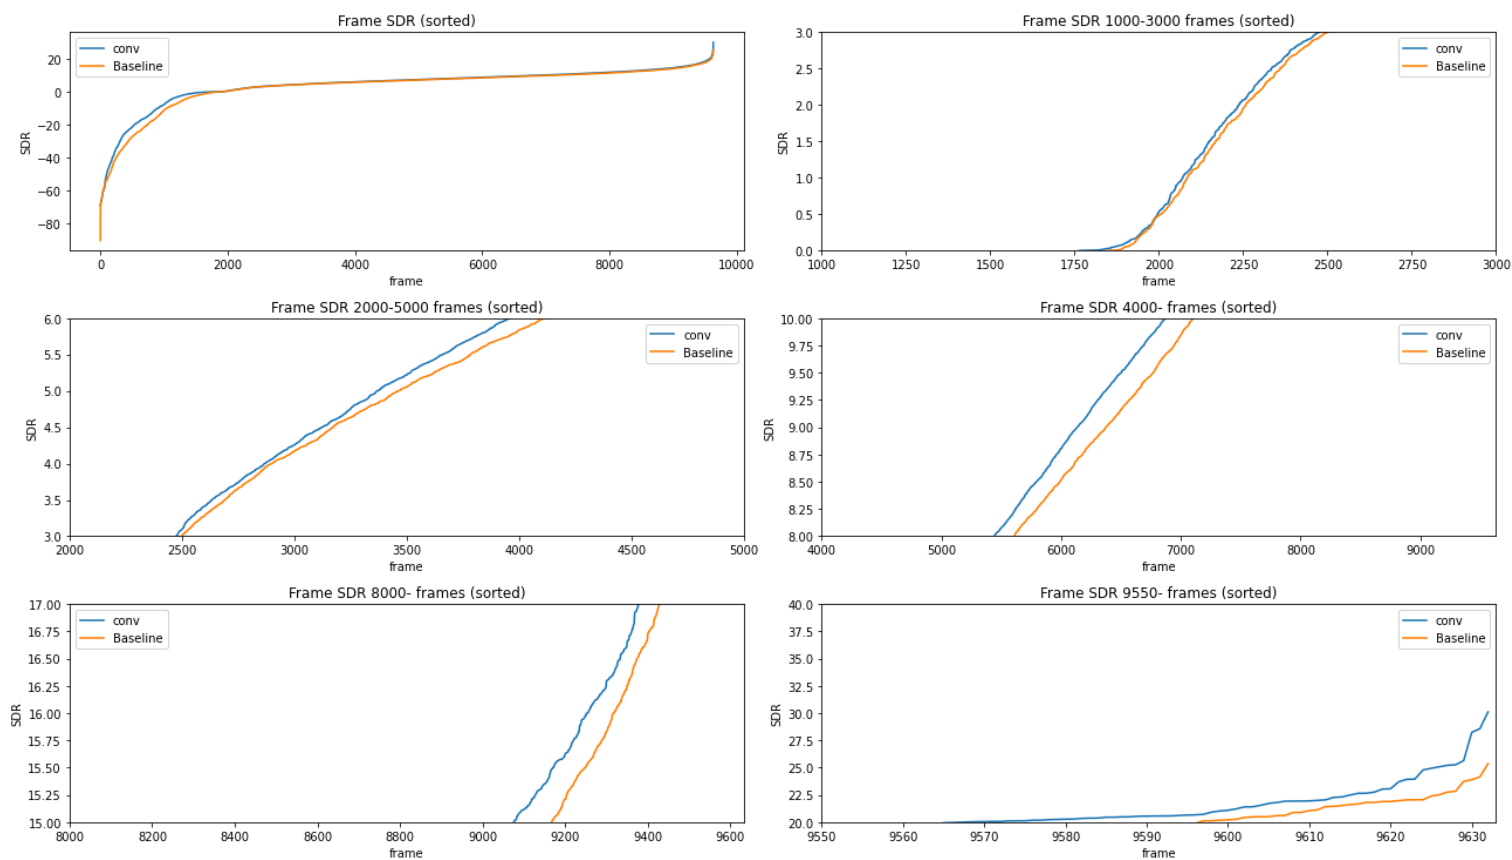 Frame SDR (sorted)
conv
Baseline
SDR
20
0
−20
−40
−60
−80
0 2000 4000 6000 8000 10000
frame
Frame SDR 1000-3000 frames (sorted)
conv
Baseline
SDR
3.0
2.5
2.0
1.5
1.0
0.5
0.0
1000 1250 1500 1750 2000 2250 2500 2750 3000
frame
Frame SDR 2000-5000 frames (sorted)
conv
Baseline
SDR
6.0
5.5
5.0
4.5
4.0
3.5
3.0
2000 2500 3000 3500 4000 4500 5000
frame
Frame SDR 4000- frames (sorted)
conv
Baseline
SDR
10.00
9.75
9.50
9.25
9.00
8.75
8.50
8.25
8.00
4000 5000 6000 7000 8000 9000
frame
Frame SDR 8000- frames (sorted)
conv
Baseline
SDR
17.00
16.75
16.50
16.25
16.00
15.75
15.50
15.25
15.00
8000 8200 8400 8600 8800 9000 9200 9400 9600
frame
Frame SDR 9550- frames (sorted)
conv
Baseline
SDR
40.0
37.5
35.0
32.5
30.0
27.5
25.0
22.5
20.0
9550 9560 9570 9580 9590 9600 9610 9620 9630
frame